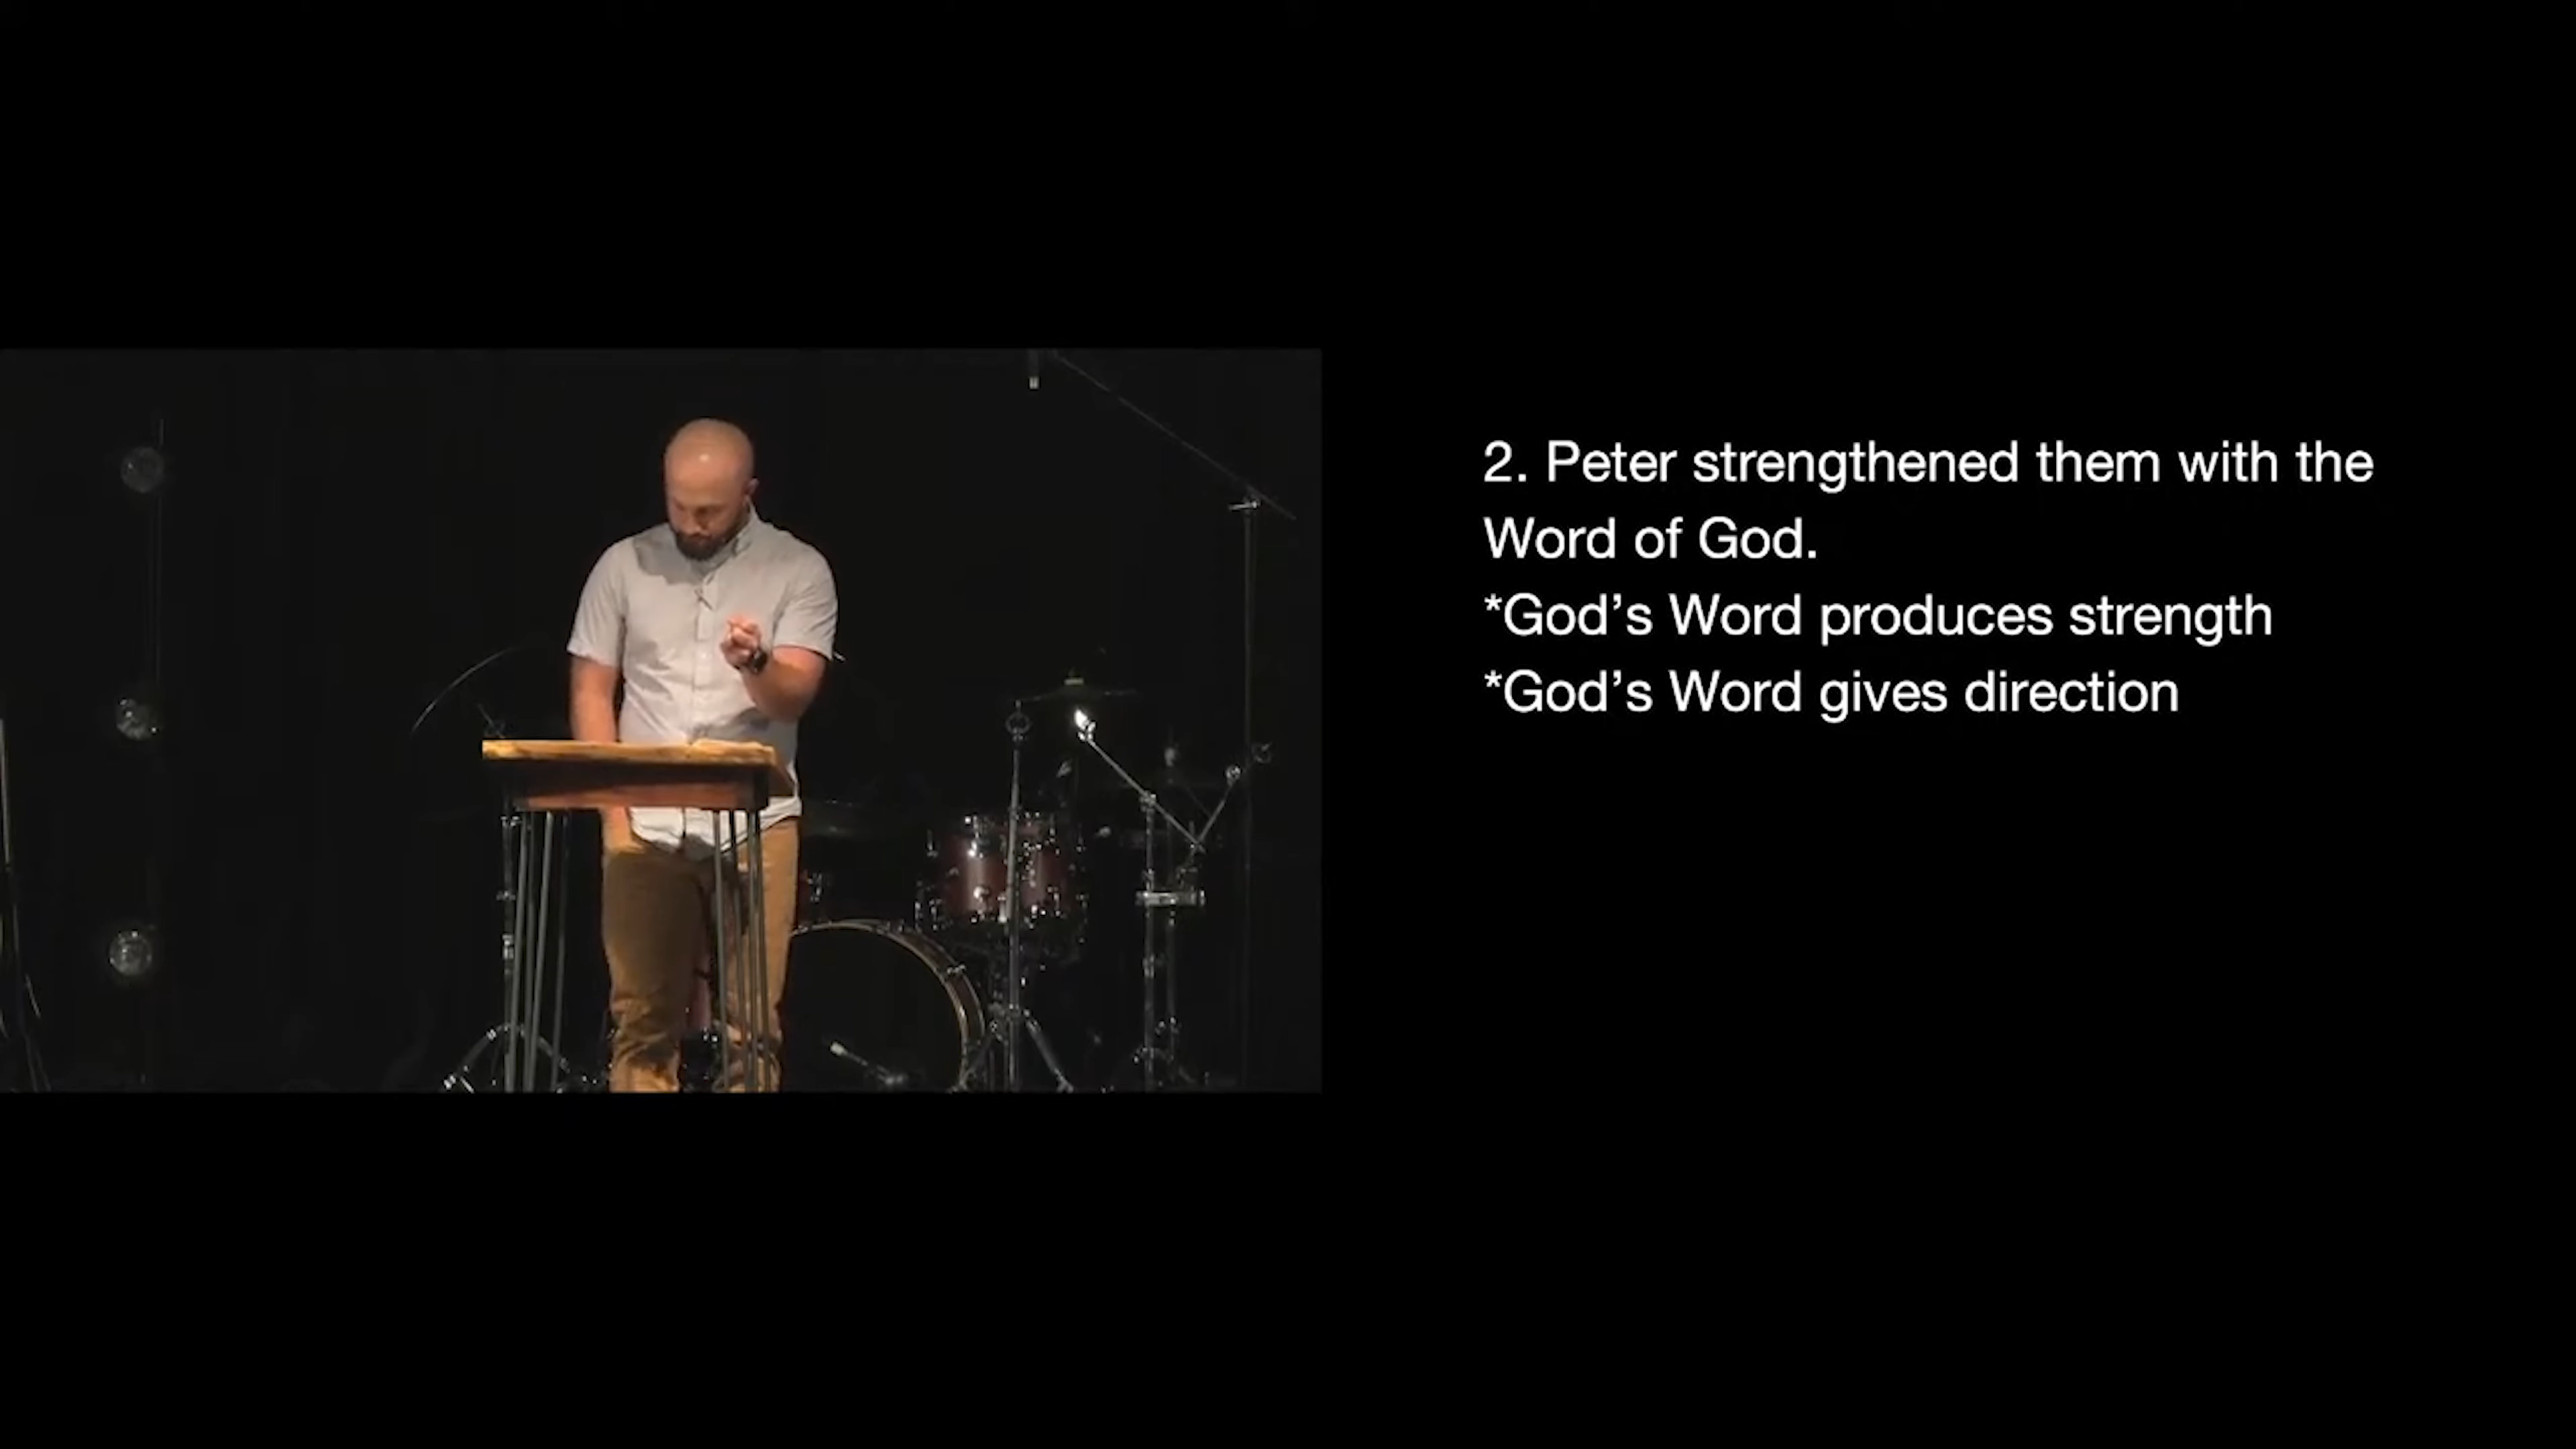 2. Peter strengthened them with the
Word of God.
*God’s Word produces strength
*God’s Word gives direction